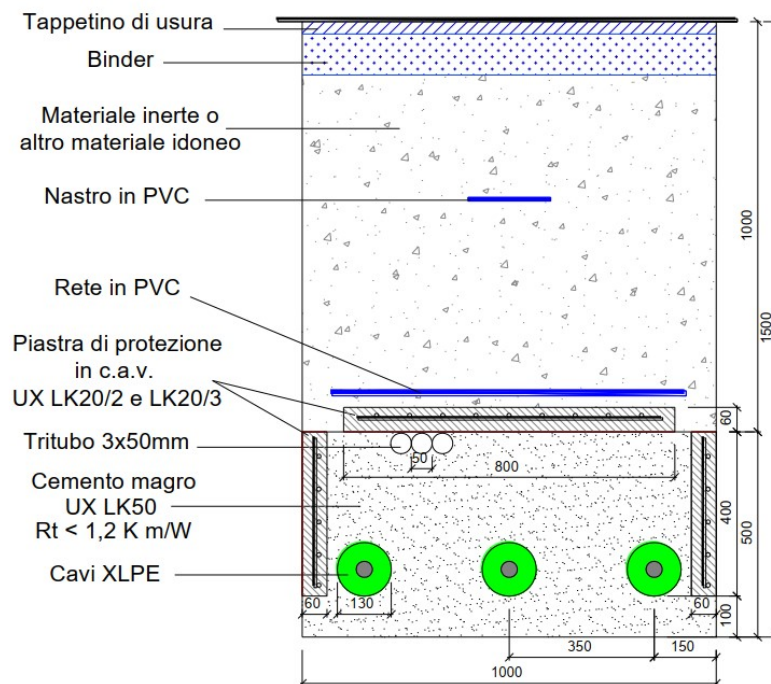 Tappetino di usura
Binder
Materiale inerte o
altro materiale idoneo
Nastro in PVC
1000
1500
Rete in PVC
Piastra di protezione
in c.a.v.
UX LK20/2 e LK20/3
60
Tritubo 3x50mm
50
800
Cemento magro
UX LK50
Rt < 1,2 K m/W
400
500
Cavi XLPE
60
130
60
100
350
150
1000